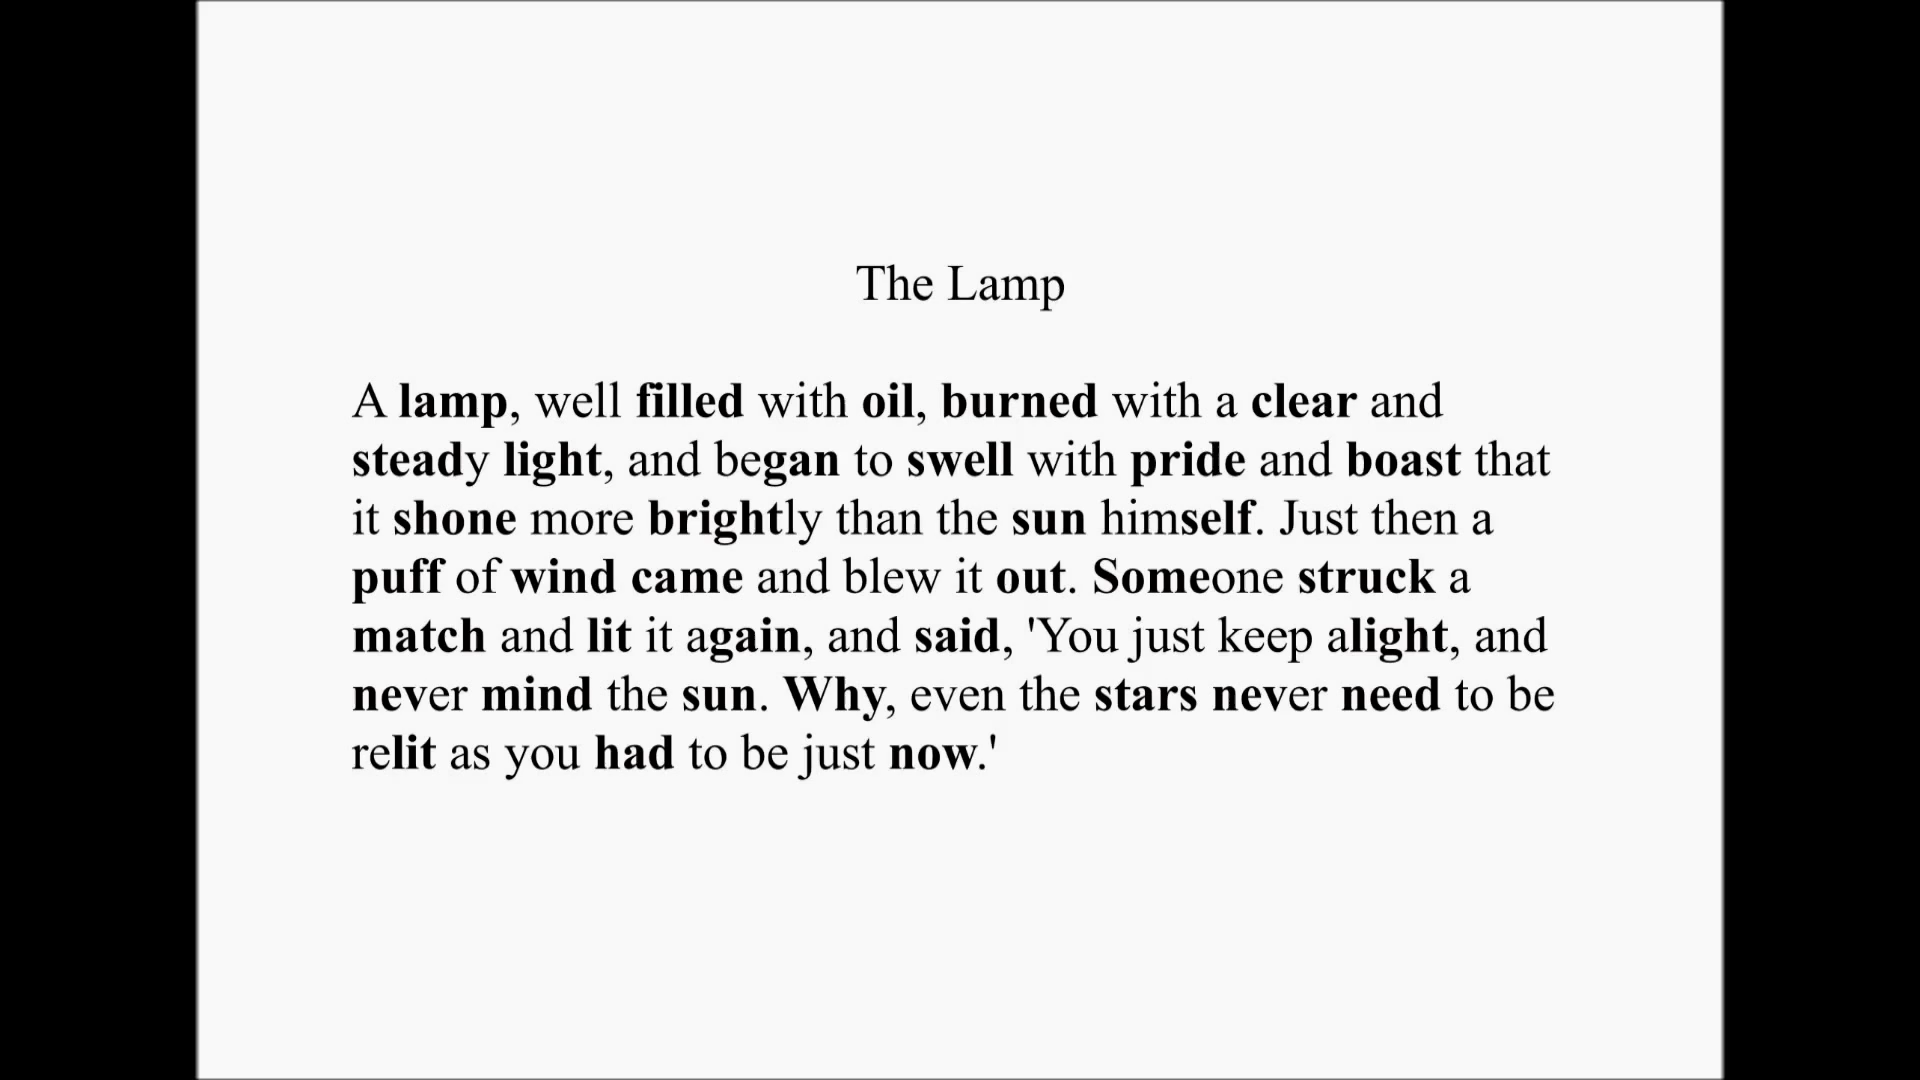 The Lamp
A lamp, well filled with oil, burned with a clear and
steady light, and began to swell with pride and boast that
it shone more brightly than the sun himself. Just then a
puff of wind came and blew it out. Someone struck a
match and lit it again, and said, 'You just keep alight, and
never mind the sun. Why, even the stars never need to be
relit as you had to be just now.'